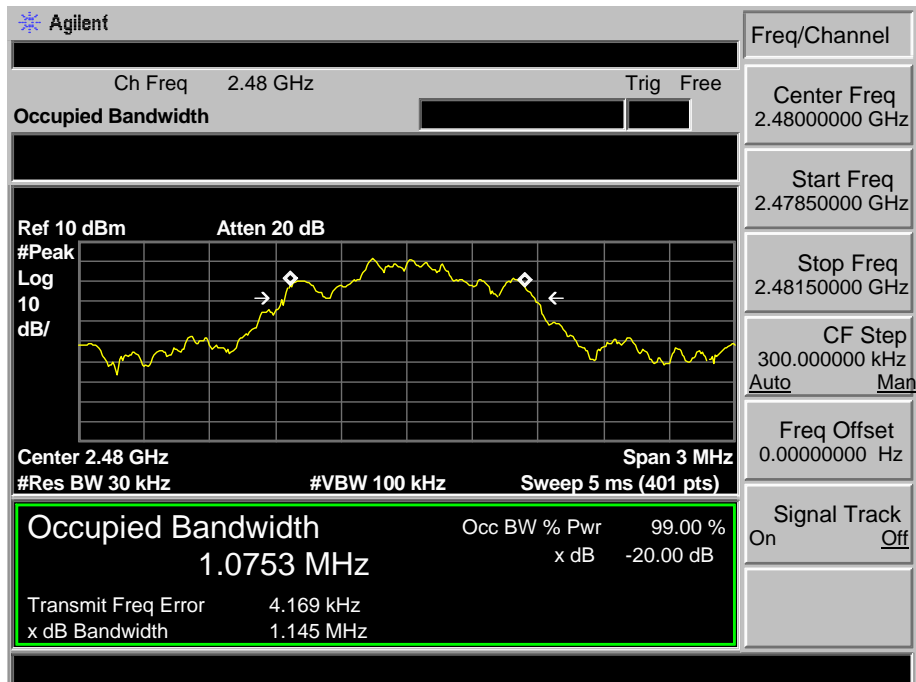 Agilent
Freq/Channel
Ch Freq 2.48 GHz Trig Free
Occupied Bandwidth
Center Freq
2.48000000 GHz
Start Freq
2.47850000 GHz
Stop Freq
2.48150000 GHz
CF Step
300.000000 kHz
Auto Man
Freq Offset
0.00000000 Hz
Signal Track
On Off
Ref 10 dBm Atten 20 dB
#Peak
Log
10
dB/
Center 2.48 GHz Span 3 MHz
#Res BW 30 kHz #VBW 100 kHz Sweep 5 ms (401 pts)
Occupied Bandwidth Occ BW % Pwr 99.00 %
1.0753 MHz x dB -20.00 dB
Transmit Freq Error 4.169 kHz
x dB Bandwidth 1.145 MHz